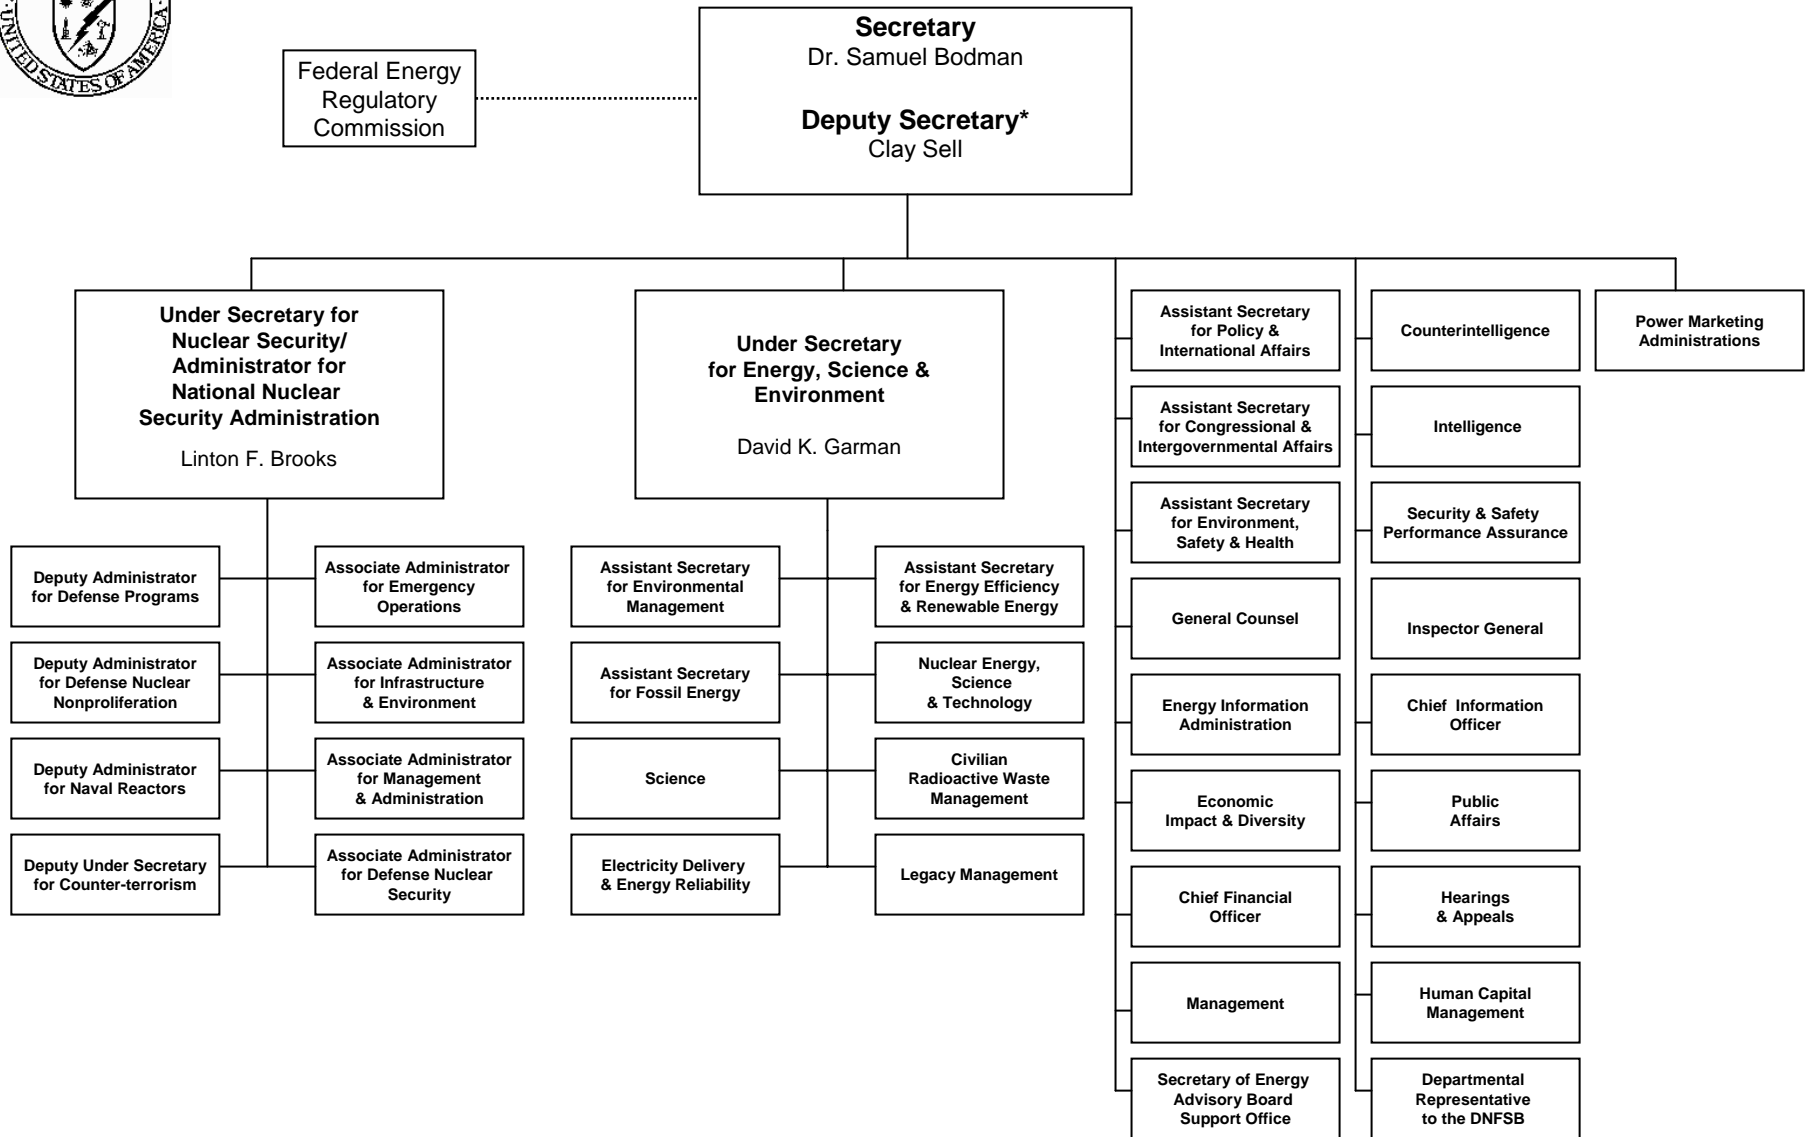 UNITED STATES OF AMERICA
Secretary
Dr. Samuel Bodman
Deputy Secretary*
Clay Sell
Federal Energy
Regulatory
Commission
Under Secretary for
Nuclear Security/
Administrator for
National Nuclear
Security Administration
Linton F. Brooks
Under Secretary
for Energy, Science &
Environment
David K. Garman
Deputy Administrator
for Defense Programs
Associate Administrator
for Emergency
Operations
Deputy Administrator
for Defense Nuclear
Nonproliferation
Associate Administrator
for Infrastructure
& Environment
Deputy Administrator
for Naval Reactors
Associate Administrator
for Management
& Administration
Deputy Under Secretary
for Counter-terrorism
Associate Administrator
for Defense Nuclear
Security
Assistant Secretary
for Environmental
Management
Assistant Secretary
for Energy Efficiency
& Renewable Energy
Assistant Secretary
for Fossil Energy
Nuclear Energy,
Science
& Technology
Science
Civilian
Radioactive Waste
Management
Electricity Delivery
& Energy Reliability
Legacy Management
Assistant Secretary
for Policy &
International Affairs
Assistant Secretary
for Congressional &
Intergovernmental Affairs
Assistant Secretary
for Environment,
Safety & Health
General Counsel
Energy Information
Administration
Economic
Impact & Diversity
Chief Financial
Officer
Management
Secretary of Energy
Advisory Board
Support Office
Counterintelligence
Intelligence
Security & Safety
Performance Assurance
Inspector General
Chief Information
Officer
Public
Affairs
Hearings
& Appeals
Human Capital
Management
Departmental
Representative
to the DNFSB
Power Marketing
Administrations